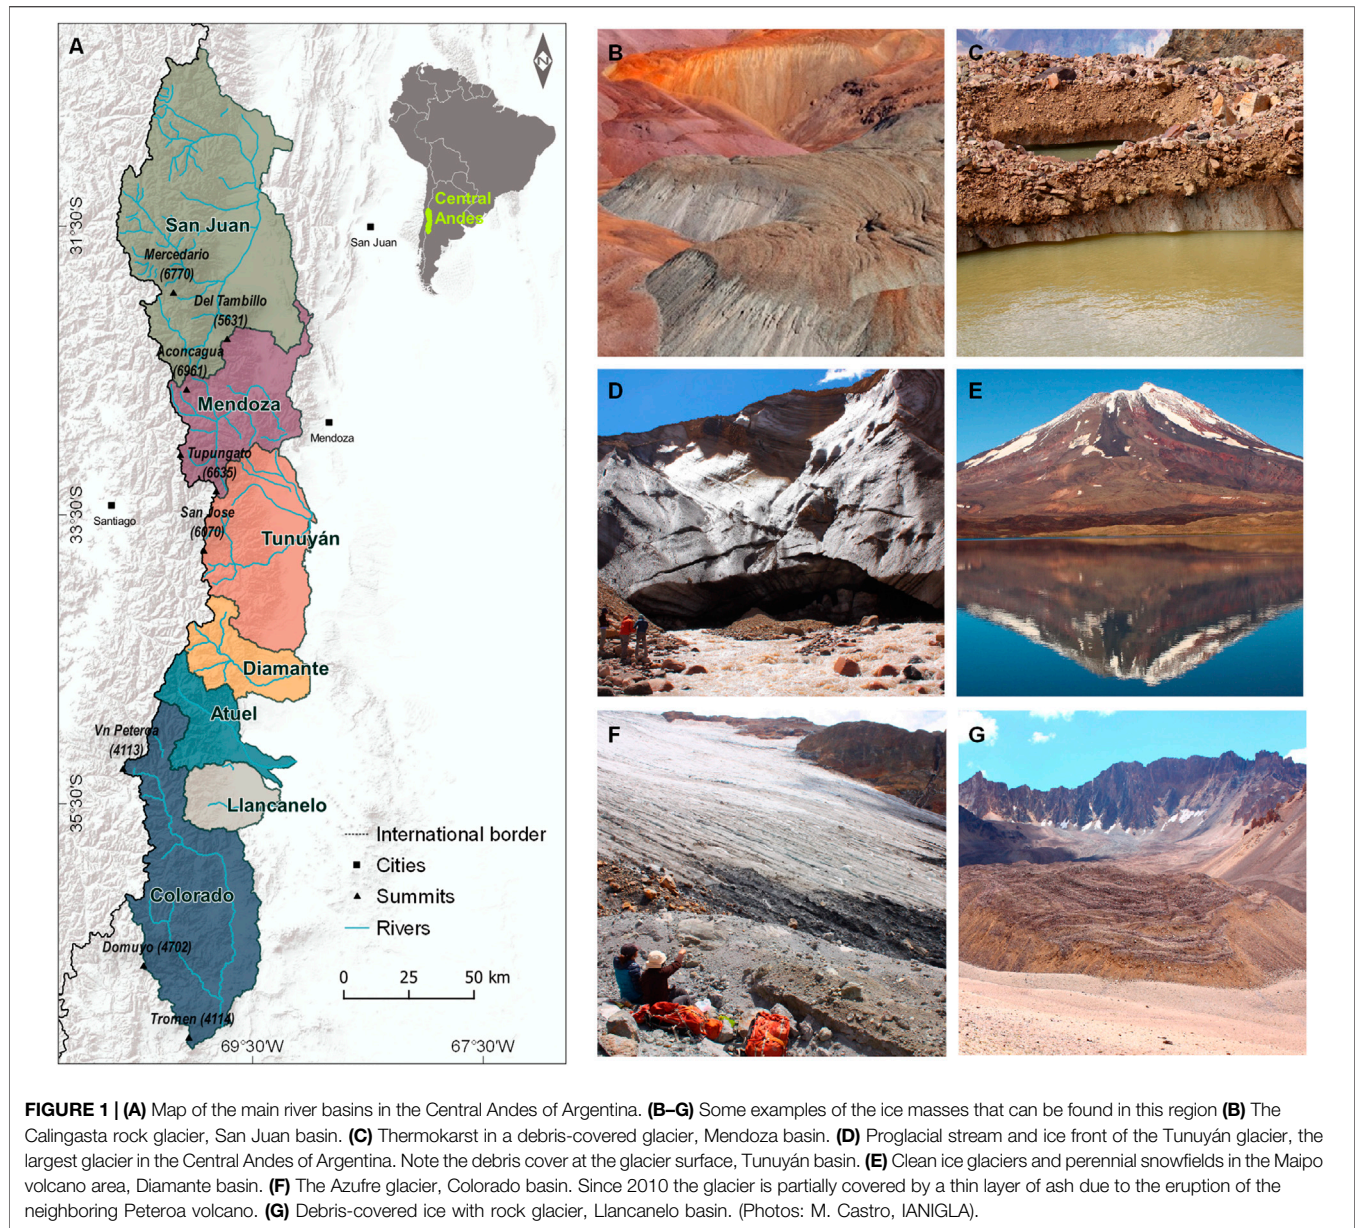 A
N
Central
Andes
San Juan
San Juan
31°30'S
Mercedario
(6770)
Del Tambillo
(5631)
Aconcagua
(6961)
Mendoza
Mendoza
Tupungato
(6635)
33°30'S
Santiago
San Jose
(6070)
Tunuyán
Diamante
Atuel
Vn Peteroa
(4113)
35°30'S
Llancanelo
International border
Cities
Summits
Rivers
Colorado
Domuyo (4702)
0 25 50 km
Tromen (4114)
69°30'W 67°30'W
B
C
D
E
F
G
FIGURE 1 | (A) Map of the main river basins in the Central Andes of Argentina. (B–G) Some examples of the ice masses that can be found in this region (B) The
Calingasta rock glacier, San Juan basin. (C) Thermokarst in a debris-covered glacier, Mendoza basin. (D) Proglacial stream and ice front of the Tunuyán glacier, the
largest glacier in the Central Andes of Argentina. Note the debris cover at the glacier surface, Tunuyán basin. (E) Clean ice glaciers and perennial snowfields in the Maipo
volcano area, Diamante basin. (F) The Azufre glacier, Colorado basin. Since 2010 the glacier is partially covered by a thin layer of ash due to the eruption of the
neighboring Peteroa volcano. (G) Debris-covered ice with rock glacier, Llancanelo basin. (Photos: M. Castro, IANIGLA).